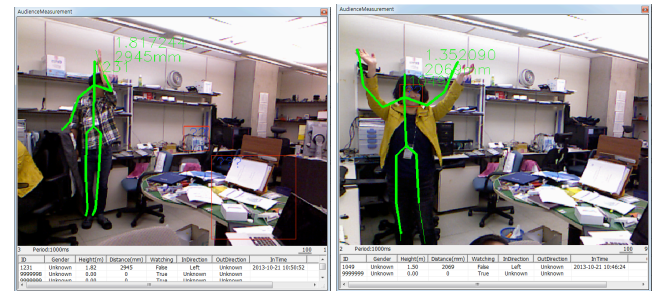 AudienceMeasurement
1.817249
2945mm
1231
3 Period:1000ms 100 1
ID Gender Height(m) Distance(mm) Watching InDirection OutDirection InTime
1231 Unknown 1.82 2945 False Left Unknown 2013-10-21 10:50:52
9999998 Unknown 0.00 0 True Unknown Unknown
AudienceMeasurement
1.352090
2 Period:1000ms 100 9
ID Gender Height(m) Distance(mm) Watching InDirection OutDirection InTime
1049 Unknown 1.50 2069 False Left Unknown 2013-10-21 10:46:24
9999999 Unknown 0.00 0 True Unknown Unknown